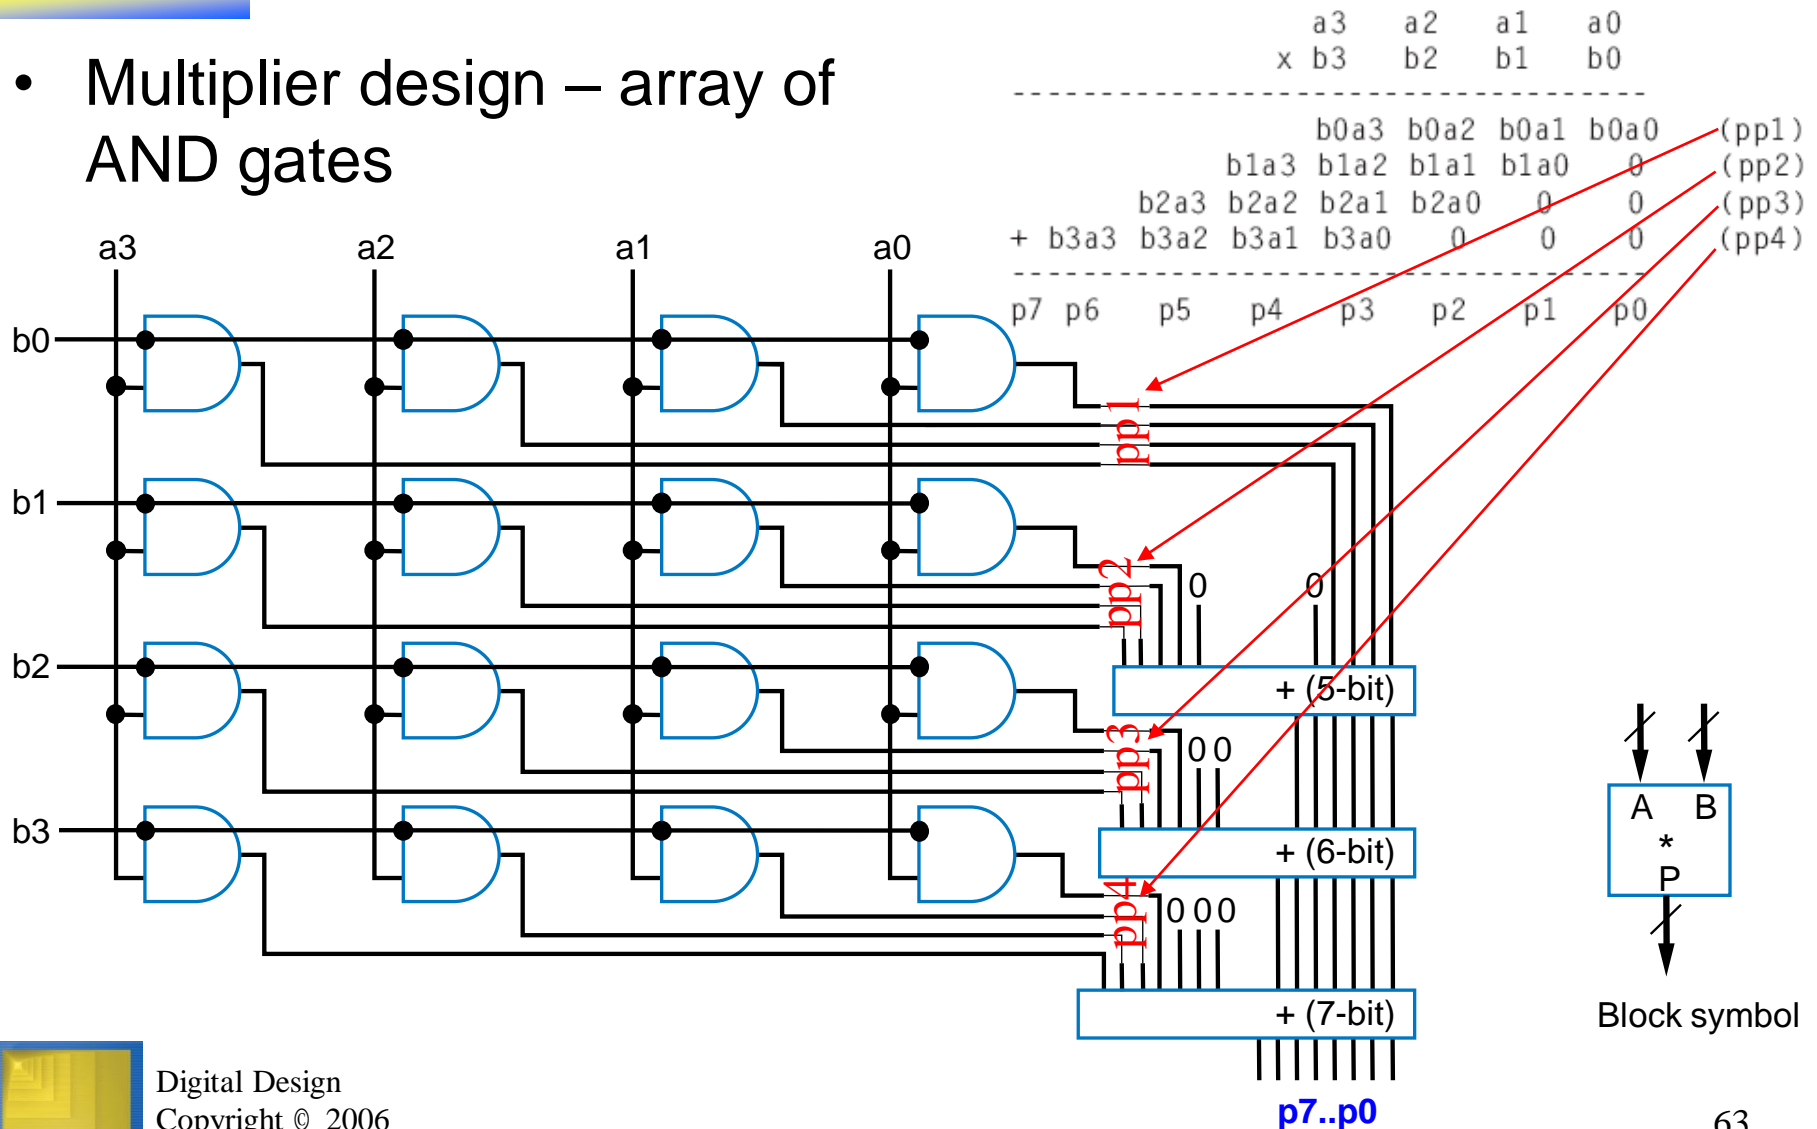 • Multiplier design – array of
AND gates
a3 a2 a1 a0
x b3 b2 b1 b0
-----------------------------------
b0a3 b0a2 b0a1 b0a0 (pp1)
b1a3 b1a2 b1a1 b1a0 0 (pp2)
b2a3 b2a2 b2a1 b2a0 0 0 (pp3)
+ b3a3 b3a2 b3a1 b3a0 0 0 0 (pp4)
-----------------------------------
p7 p6 p5 p4 p3 p2 p1 p0
a3 a2 a1 a0
b0
pp1
b1
pp2
0 0
b2
+ (5-bit)
pp3
0 0
b3
+ (6-bit)
pp4
0 0 0
+ (7-bit)
p7..p0
A B
*
P
Block symbol
Digital Design
Copyright © 2006
63